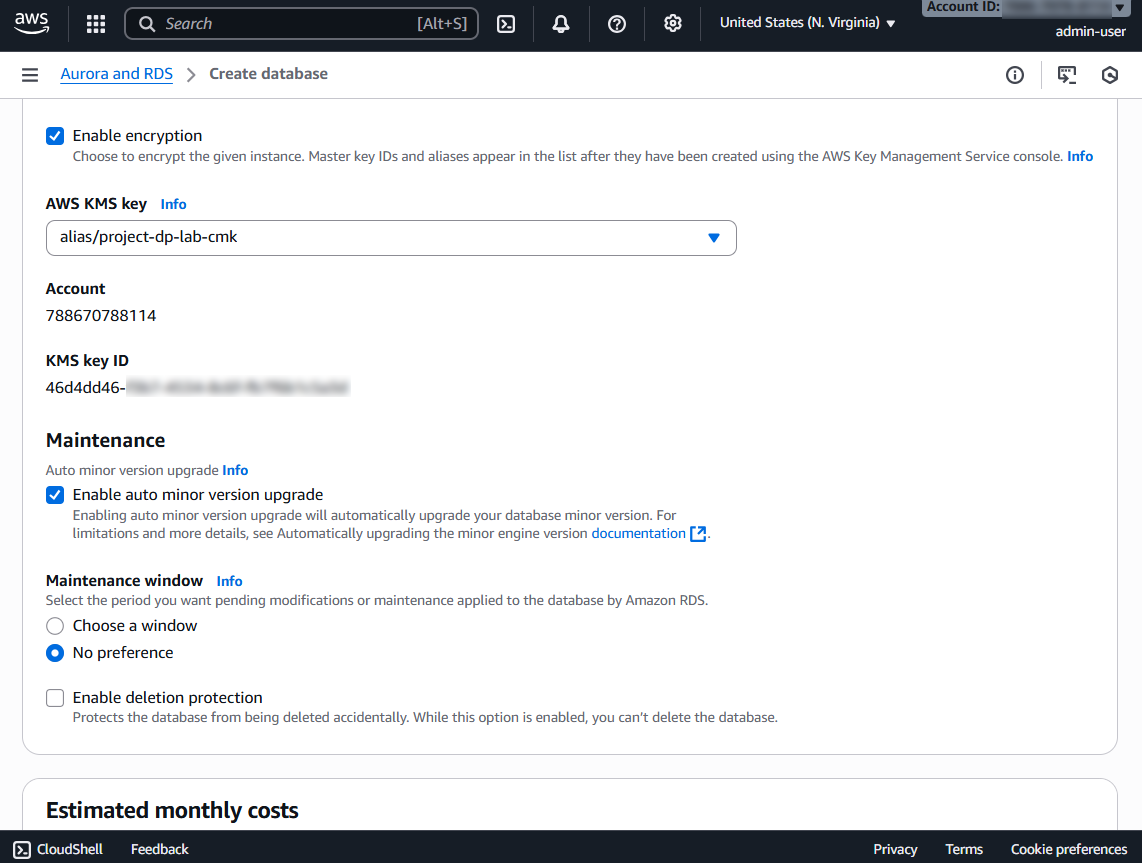 aws
Search
[Alt+S]
United States (N. Virginia)
Account ID:
admin-user
Aurora and RDS
Create database
Enable encryption
Choose to encrypt the given instance. Master key IDs and aliases appear in the list after they have been created using the AWS Key Management Service console. Info
AWS KMS key Info
alias/project-dp-lab-cmk
Account
788670788114
KMS key ID
46d4dd46-
Maintenance
Auto minor version upgrade Info
Enable auto minor version upgrade
Enabling auto minor version upgrade will automatically upgrade your database minor version. For
limitations and more details, see Automatically upgrading the minor engine version documentation.
Maintenance window Info
Select the period you want pending modifications or maintenance applied to the database by Amazon RDS.
Choose a window
No preference
Enable deletion protection
Protects the database from being deleted accidentally. While this option is enabled, you can’t delete the database.
Estimated monthly costs
CloudShell
Feedback
Privacy
Terms
Cookie preferences